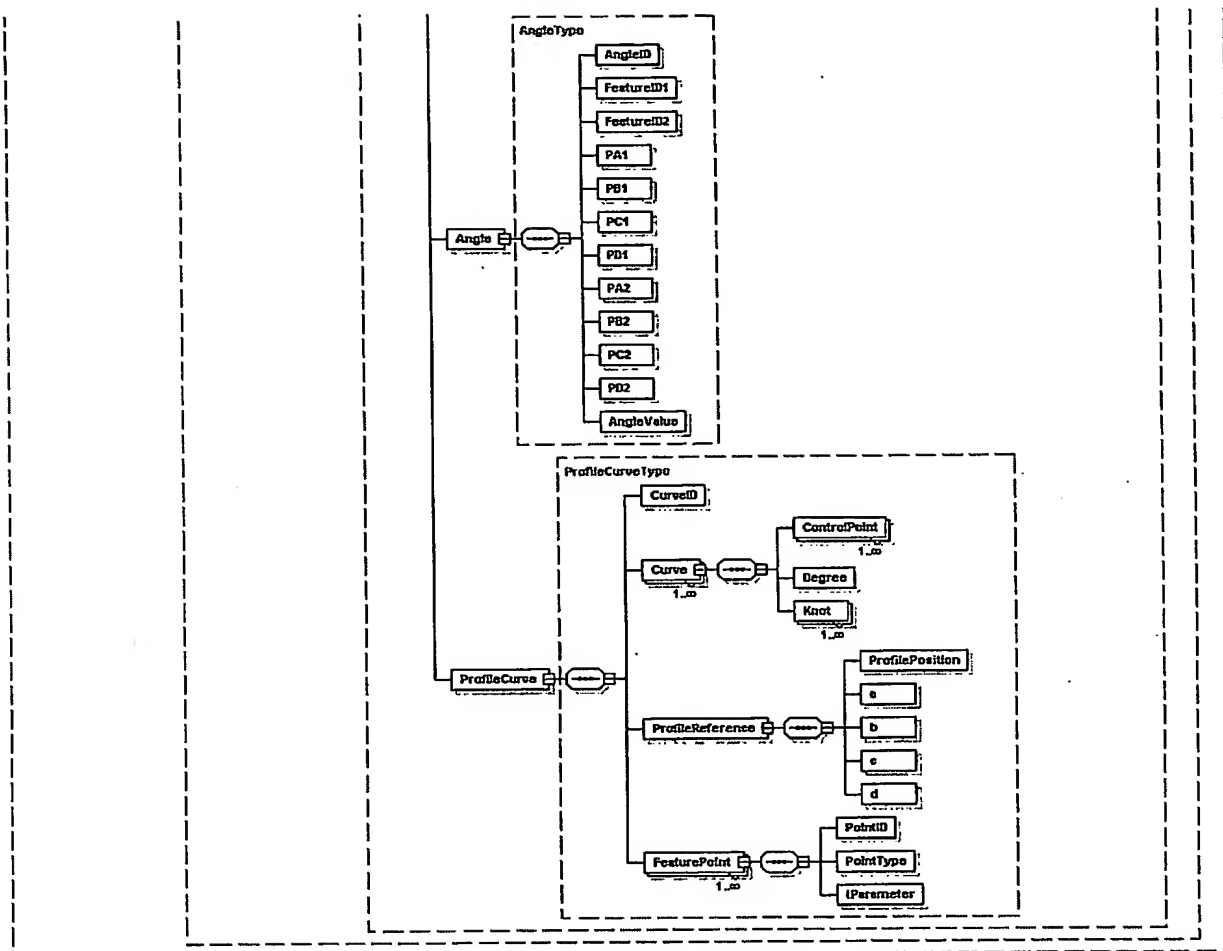 AngleType
AngleID
FeatureID1
FeatureID2
PA1
PB1
PC1
PD1
Angle
PA2
PB2
PC2
PD2
AngleValue
ProfileCurveType
CurveID
ControlPoint
1..∞
Curve
1..∞
Degree
Knot
1..∞
ProfilePosition
ProfileCurve
a
ProfileReference
b
c
d
PointID
FeaturePoint
1..∞
PointType
tParameter